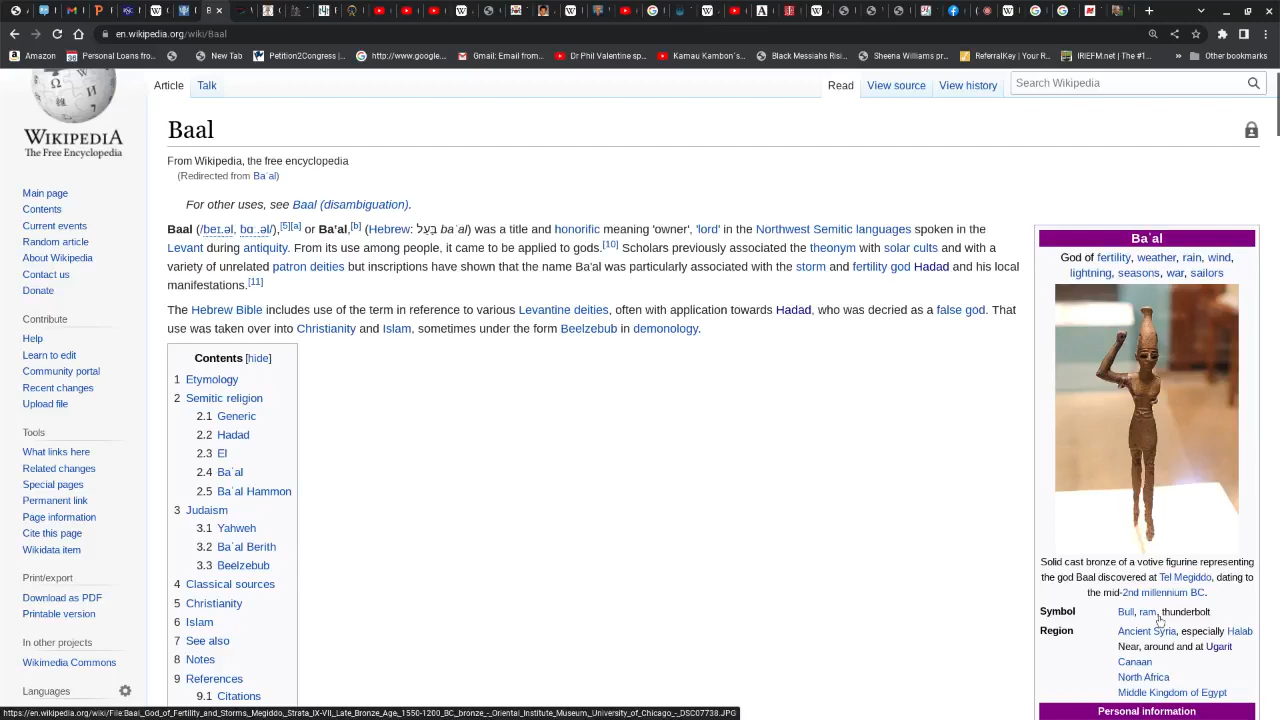 en.wikipedia.org/wiki/Baal
Amazon
Personal Loans fro...
New Tab
Petition2Congress |...
http://www.google...
Gmail: Email from...
Dr Phil Valentine sp...
Kamau Kambon`s...
Black Messiahs Risi...
Sheena Williams pr...
ReferralKey | Your R...
IRIEFM.net | The #1...
»
Other bookmarks
WIKIPEDIA
The Free Encyclopedia
Main page
Contents
Current events
Random article
About Wikipedia
Contact us
Donate
Contribute
Help
Learn to edit
Community portal
Recent changes
Upload file
Tools
What links here
Related changes
Special pages
Permanent link
Page information
Cite this page
Wikidata item
Print/export
Download as PDF
Printable version
In other projects
Wikimedia Commons
Languages
Article Talk
Read View source View history
Search Wikipedia
Baal
From Wikipedia, the free encyclopedia
(Redirected from Baʿal)
For other uses, see Baal (disambiguation).
Baal (/ˈbeɪ.əl, ˈbɑː.əl/),[5][a] or Baʽal,[b] (Hebrew: בַּעַל baʿal) was a title and honorific meaning 'owner', 'lord' in the Northwest Semitic languages spoken in the
Levant during antiquity. From its use among people, it came to be applied to gods.[10] Scholars previously associated the theonym with solar cults and with a
variety of unrelated patron deities but inscriptions have shown that the name Ba'al was particularly associated with the storm and fertility god Hadad and his local
manifestations.[11]
The Hebrew Bible includes use of the term in reference to various Levantine deities, often with application towards Hadad, who was decried as a false god. That
use was taken over into Christianity and Islam, sometimes under the form Beelzebub in demonology.
Contents [hide]
1 Etymology
2 Semitic religion
2.1 Generic
2.2 Hadad
2.3 El
2.4 Baʿal
2.5 Baʿal Hammon
3 Judaism
3.1 Yahweh
3.2 Baʿal Berith
3.3 Beelzebub
4 Classical sources
5 Christianity
6 Islam
7 See also
8 Notes
9 References
9.1 Citations
Baʿal
God of fertility, weather, rain, wind,
lightning, seasons, war, sailors
Solid cast bronze of a votive figurine representing
the god Baal discovered at Tel Megiddo, dating to
the mid-2nd millennium BC.
Symbol Bull, ram, thunderbolt
Region Ancient Syria, especially Halab
Near, around and at Ugarit
Canaan
North Africa
Middle Kingdom of Egypt
Personal information
https://en.wikipedia.org/wiki/File:Baal,_God_of_Fertility_and_Storms,_Megiddo,_Strata_IX-VII,_Late_Bronze_Age,_1550-1200_BC,_bronze_-_Oriental_Institute_Museum,_University_of_Chicago_-_DSC07738.JPG